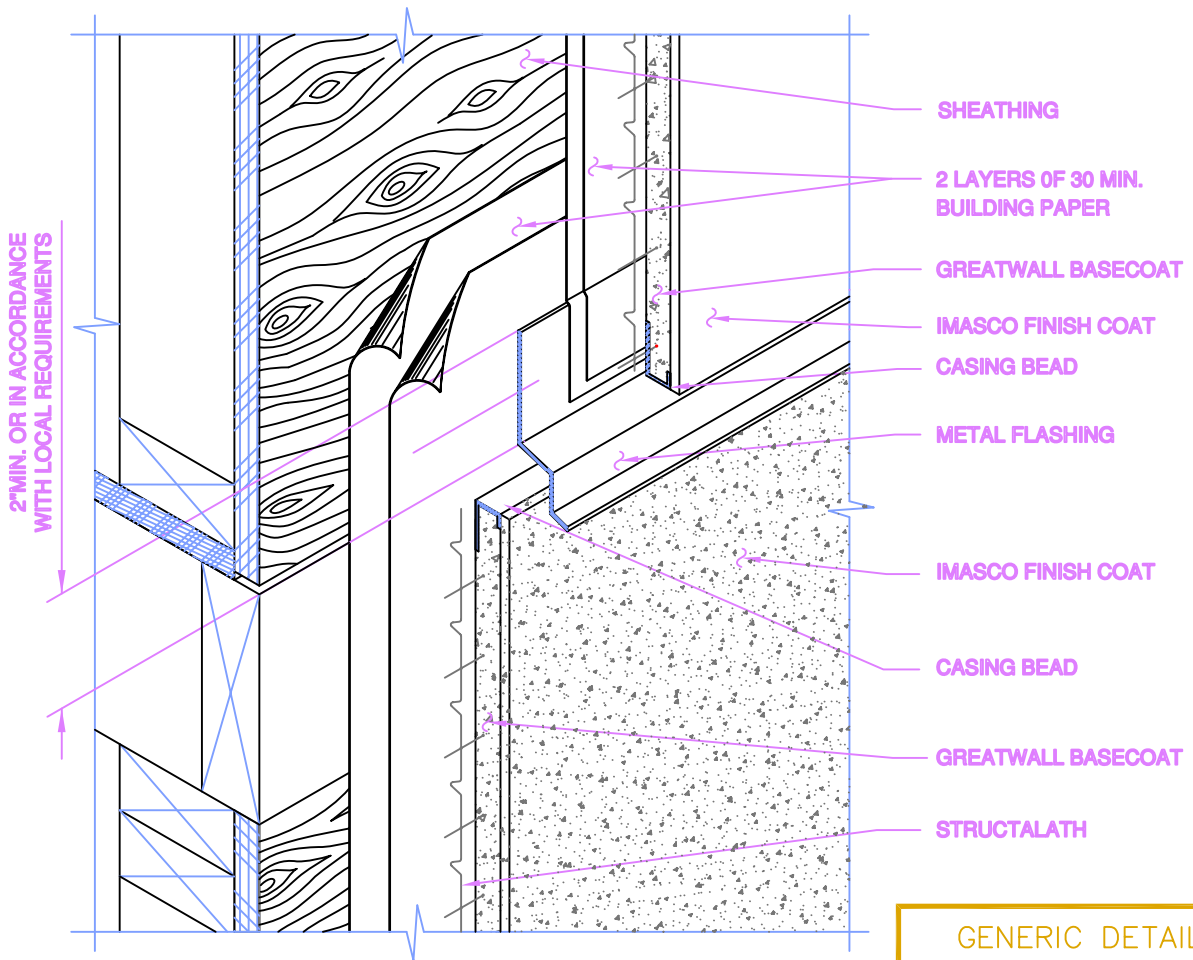 SHEATHING
2 LAYERS 0F 30 MIN.
BUILDING PAPER
GREATWALL BASECOAT
IMASCO FINISH COAT
CASING BEAD
METAL FLASHING
IMASCO FINISH COAT
CASING BEAD
GREATWALL BASECOAT
STRUCTALATH
2"MIN. OR IN ACCORDANCE
WITH LOCAL REQUIREMENTS
GENERIC DETAIL